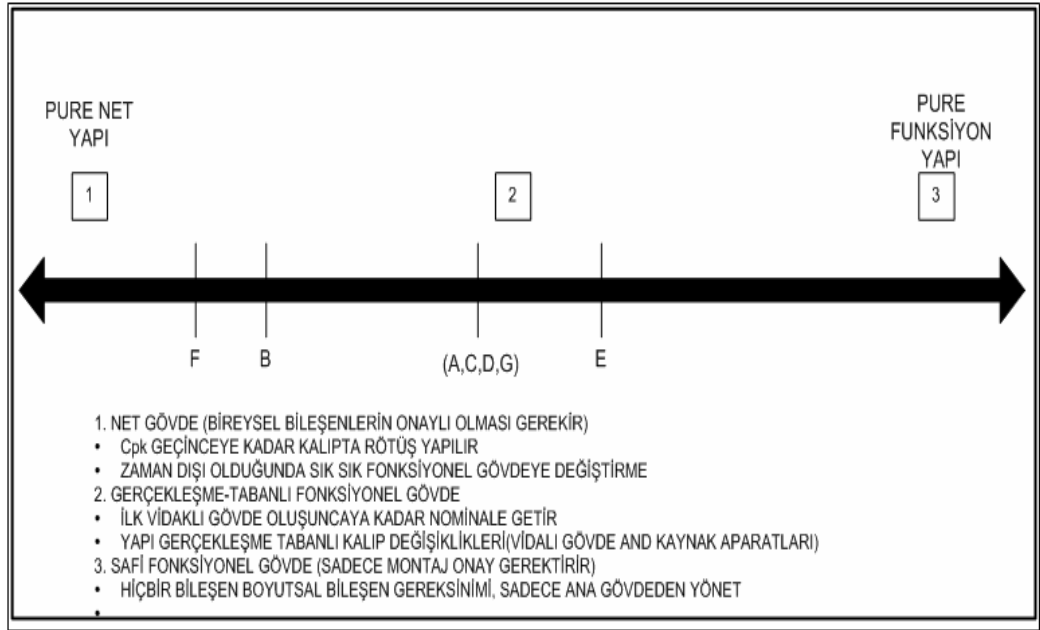 PURE NET
YAPI
PURE
FUNKSİYON
YAPI
1
2
3
F
B
(A,C,D,G)
E
1. NET GÖVDE (BİREYSEL BİLEŞENLERİN ONAYLI OLMASI GEREKİR)
• Cpk GEÇİNCEYE KADAR KALIPTA RÖTÜŞ YAPILIR
• ZAMAN DIŞI OLDUĞUNDA SIK SIK FONKSİYONEL GÖVDEYE DEĞİŞTİRME
2. GERÇEKLEŞME-TABANLI FONKSİYONEL GÖVDE
• İLK VİDAKLI GÖVDE OLUŞUNCAYA KADAR NOMİNALE GETİR
• YAPI GERÇEKLEŞME TABANLI KALIP DEĞİŞİKLİKLERİ(VİDALI GÖVDE AND KAYNAK APARATLARI)
3. SAFİ FONKSİYONEL GÖVDE (SADECE MONTAJ ONAY GEREKTİRİR)
• HİÇBİR BİLEŞEN BOYUTSAL BİLEŞEN GEREKSİNİMİ, SADECE ANA GÖVDEDEN YÖNET
•